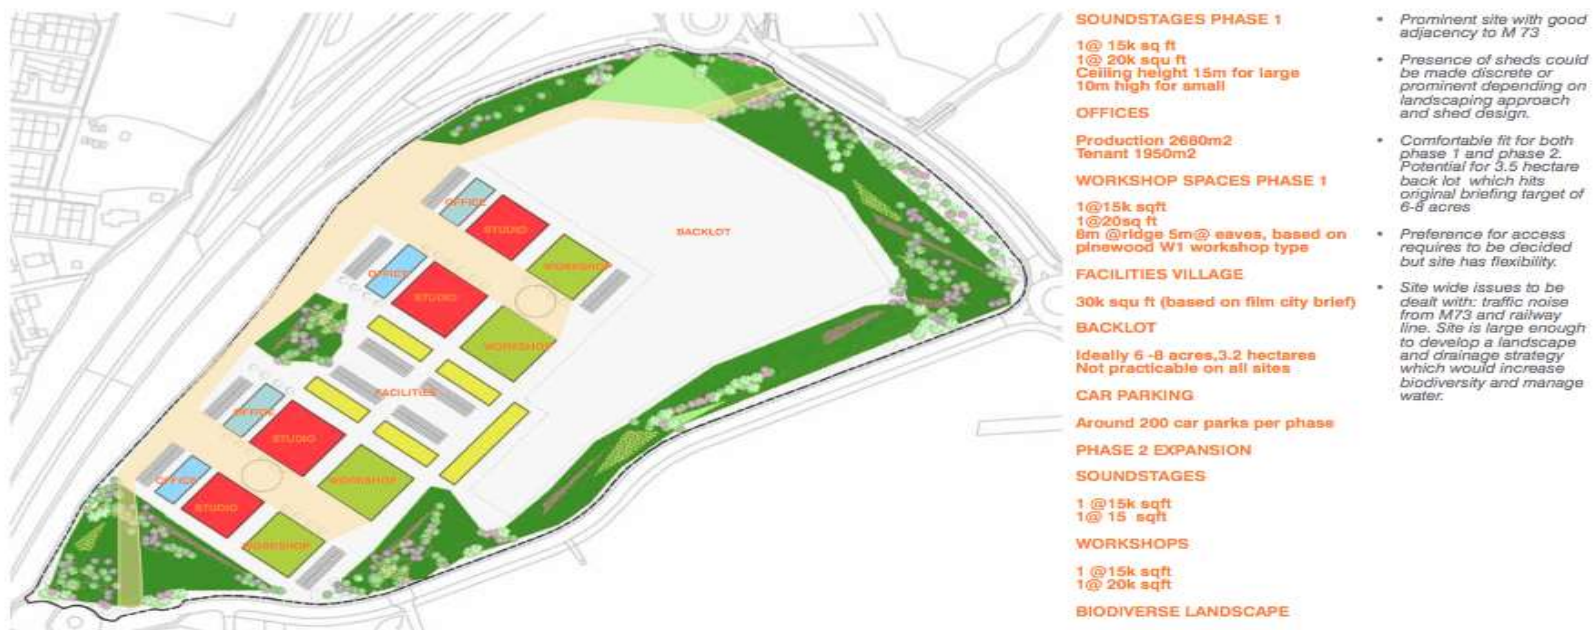 OFFICE
STUDIO
BACKLOT
WORKSHOP
OFFICE
STUDIO
WORKSHOP
FACILITIES
OFFICE
STUDIO
WORKSHOP
OFFICE
STUDIO
WORKSHOP
SOUNDSTAGES PHASE 1
1@ 15k sq ft
1@ 20k squ ft
Ceiling height 15m for large
10m high for small
OFFICES
Production 2680m2
Tenant 1950m2
WORKSHOP SPACES PHASE 1
1@15k sqft
1@20sq ft
8m @ridge 5m@ eaves, based on
pinewood W1 workshop type
FACILITIES VILLAGE
30k squ ft (based on film city brief)
BACKLOT
Ideally 6 -8 acres,3.2 hectares
Not practicable on all sites
CAR PARKING
Around 200 car parks per phase
PHASE 2 EXPANSION
SOUNDSTAGES
1 @15k sqft
1@ 15 sqft
WORKSHOPS
1 @15k sqft
1@ 20k sqft
BIODIVERSE LANDSCAPE
• Prominent site with good
adjacency to M 73
• Presence of sheds could
be made discrete or
prominent depending on
landscaping approach
and shed design.
• Comfortable fit for both
phase 1 and phase 2.
Potential for 3.5 hectare
back lot which hits
original briefing target of
6-8 acres
• Preference for access
requires to be decided
but site has flexibility.
• Site wide issues to be
dealt with: traffic noise
from M73 and railway
line. Site is large enough
to develop a landscape
and drainage strategy
which would increase
biodiversity and manage
water.